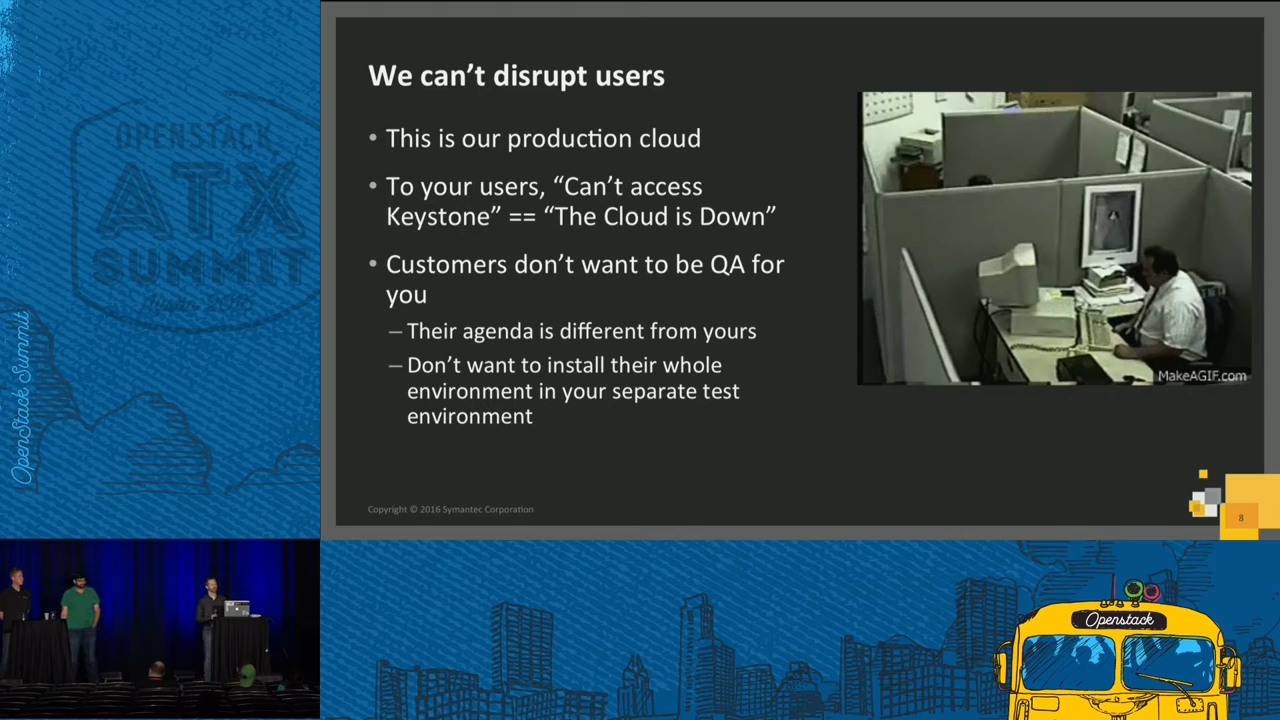 We can't disrupt users
• This is our production cloud
• To your users, “Can't access
Keystone” == “The Cloud is Down”
• Customers don't want to be QA for
you
– Their agenda is different from yours
– Don't want to install their whole
environment in your separate test
environment
MakeAGIF.com
Copyright © 2016 Symantec Corporation
8
OPENSTACK
ATX
SUMMIT
Austin 2016
OpenStack Summit
Openstack